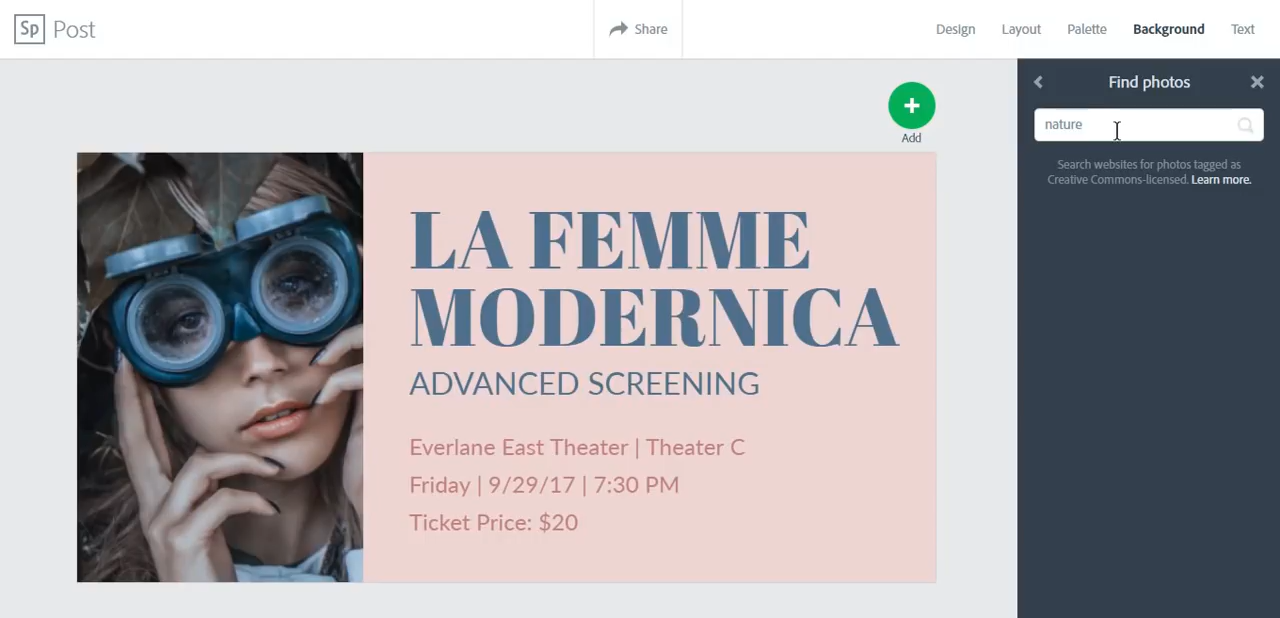 Sp Post
Share
Design Layout Palette Background Text
Find photos
nature
Search websites for photos tagged as
Creative Commons-licensed. Learn more.
Add
LA FEMME
MODERNICA
ADVANCED SCREENING
Everlane East Theater | Theater C
Friday | 9/29/17 | 7:30 PM
Ticket Price: $20